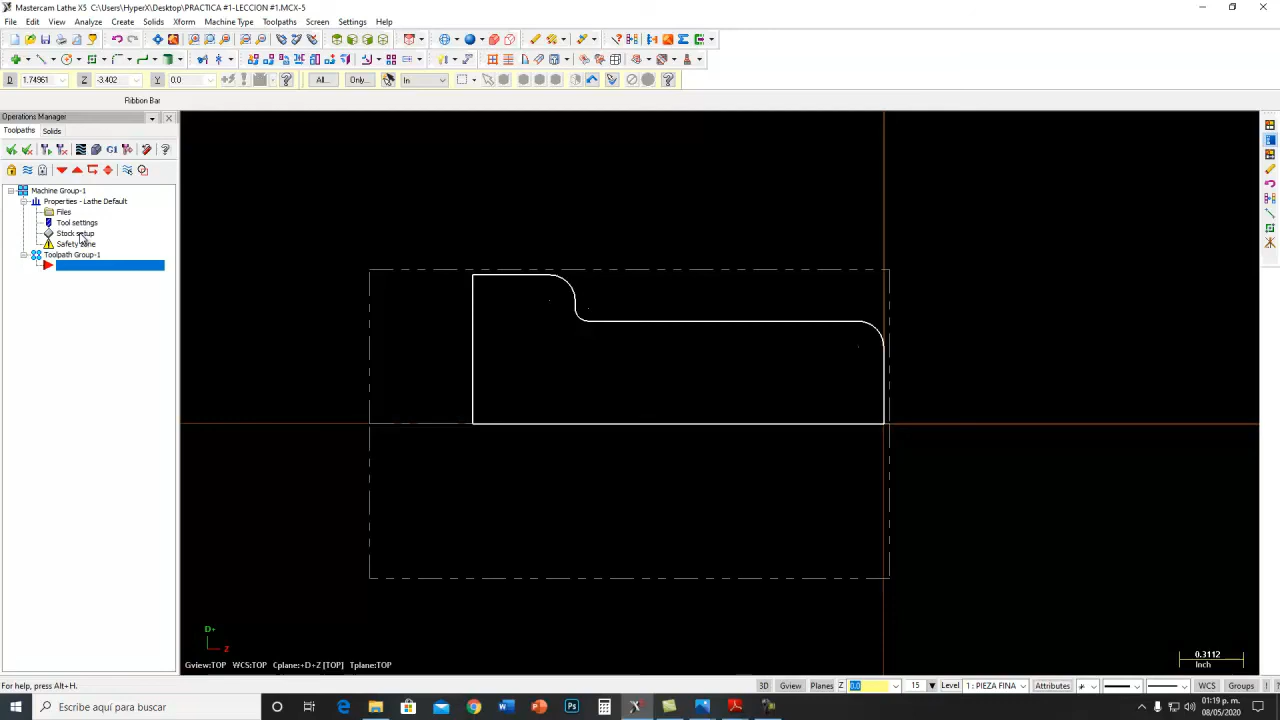 Mastercam Lathe X5 C:\Users\HyperX\Desktop\PRACTICA #1-LECCION #1.MCX-5
File Edit View Analyze Create Solids Xform Machine Type Toolpaths Screen Settings Help
D 1.74961 Z -3.402 Y 0.0 All... Only... In
Ribbon Bar
Operations Manager
Toolpaths Solids
G1
Machine Group-1
Properties - Lathe Default
Files
Tool settings
Stock setup
Safety zone
Toolpath Group-1
D+
Z
Gview:TOP WCS:TOP Cplane:+D+Z [TOP] Tplane:TOP
0.3112
Inch
For help, press Alt+H.
3D Gview Planes Z 0.0 15 Level 1 : PIEZA FINA Attributes WCS Groups
Escribe aquí para buscar
01:19 p. m.
08/05/2020